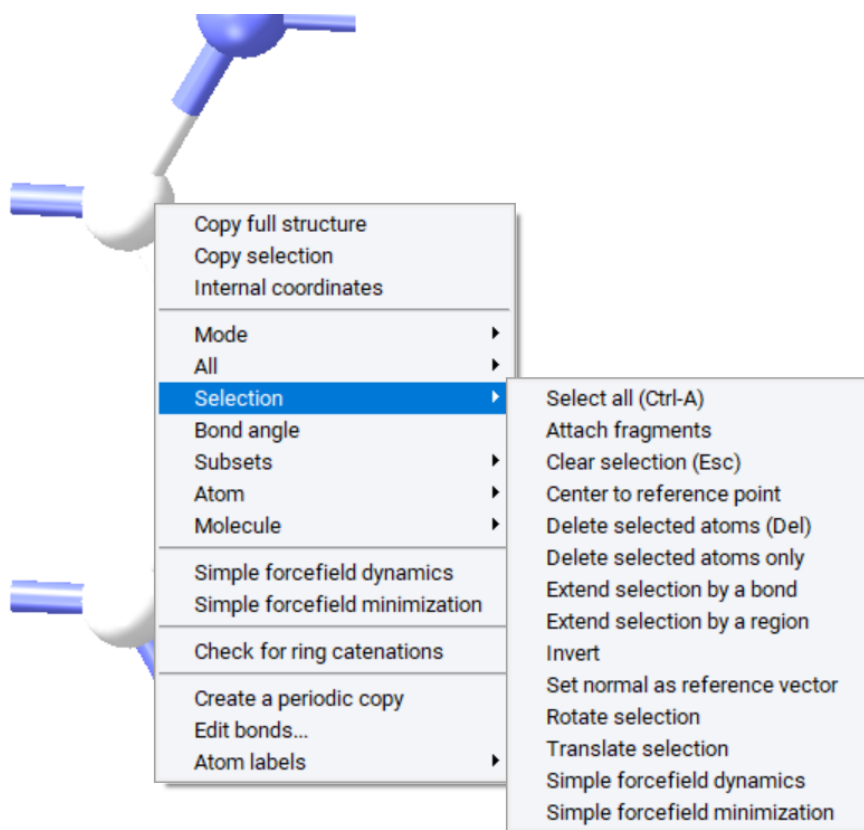 Copy full structure
Copy selection
Internal coordinates
Mode
All
Selection
Bond angle
Subsets
Atom
Molecule
Simple forcefield dynamics
Simple forcefield minimization
Check for ring catenations
Create a periodic copy
Edit bonds...
Atom labels
Select all (Ctrl-A)
Attach fragments
Clear selection (Esc)
Center to reference point
Delete selected atoms (Del)
Delete selected atoms only
Extend selection by a bond
Extend selection by a region
Invert
Set normal as reference vector
Rotate selection
Translate selection
Simple forcefield dynamics
Simple forcefield minimization